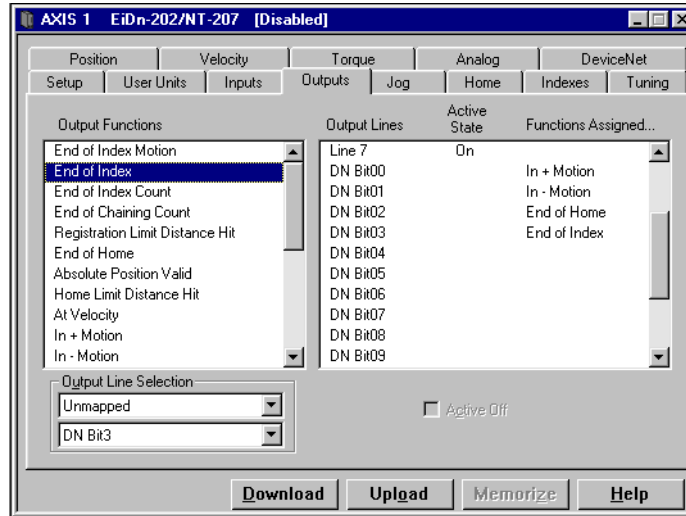 AXIS 1 EiDn-202/NT-207 [Disabled]
Position Velocity Torque Analog DeviceNet
Setup User Units Inputs Outputs Jog Home Indexes Tuning
Output Functions
End of Index Motion
End of Index
End of Index Count
End of Chaining Count
Registration Limit Distance Hit
End of Home
Absolute Position Valid
Home Limit Distance Hit
At Velocity
In + Motion
In - Motion
Output Lines Active State Functions Assigned...
Line 7 On
DN Bit00 In + Motion
DN Bit01 In - Motion
DN Bit02 End of Home
DN Bit03 End of Index
DN Bit04
DN Bit05
DN Bit06
DN Bit07
DN Bit08
DN Bit09
Output Line Selection
Unmapped
DN Bit3
Active Off
Download Upload Memorize Help